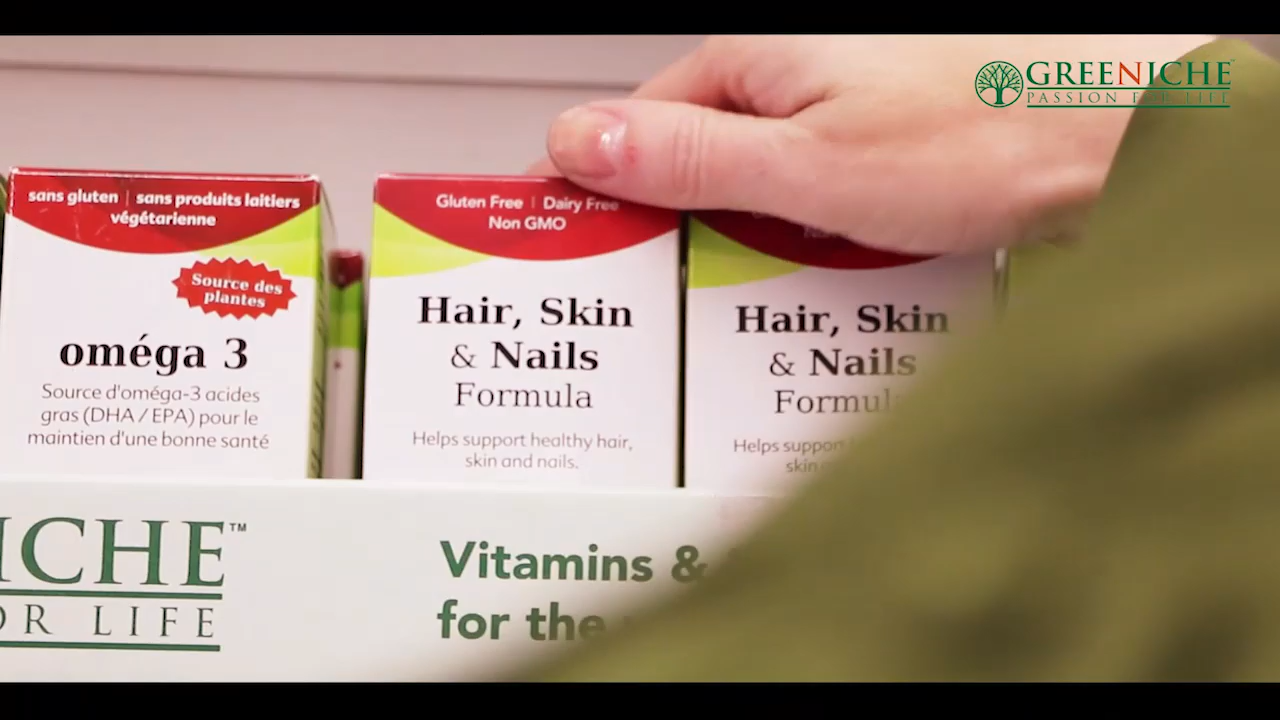 GREENICHE
PASSION FOR LIFE
sans gluten | sans produits laitiers
végétarienne
Source des
plantes
oméga 3
Source d'oméga-3 acides
gras (DHA / EPA) pour le
maintien d'une bonne santé
Gluten Free | Dairy Free
Non GMO
Hair, Skin
& Nails
Formula
Helps support healthy hair,
skin and nails.
Hair, Skin
& Nails
Formula
Helps support
skin
ICHE™
OR LIFE
Vitamins &
for the